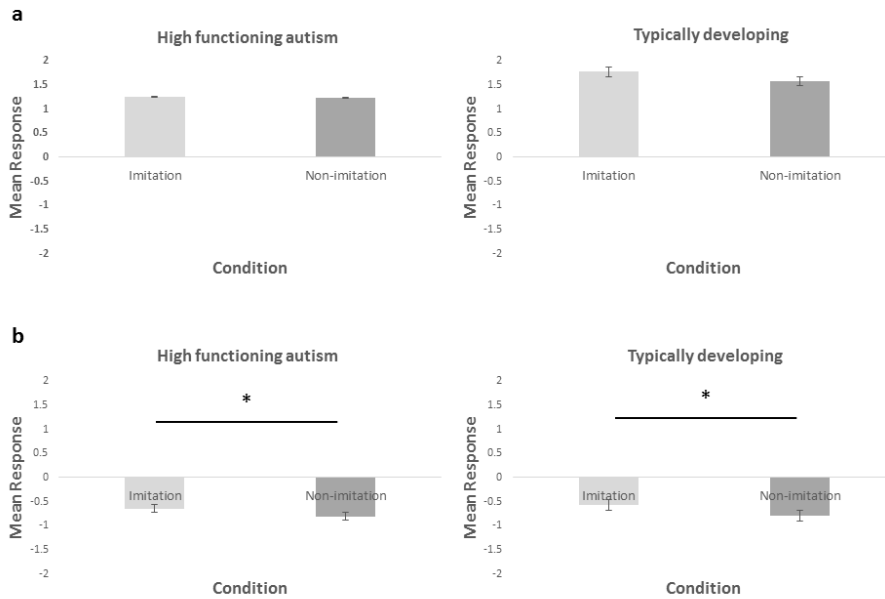 a
High functioning autism
Mean Response
2
1.5
1
0.5
0
-0.5
-1
-1.5
-2
Imitation
Non-imitation
Condition
Typically developing
Mean Response
2
1.5
1
0.5
0
-0.5
-1
-1.5
-2
Imitation
Non-imitation
Condition
b
High functioning autism
Mean Response
2
1.5
1
0.5
0
-0.5
-1
-1.5
-2
*
Imitation
Non-imitation
Condition
Typically developing
Mean Response
2
1.5
1
0.5
0
-0.5
-1
-1.5
-2
*
Imitation
Non-imitation
Condition